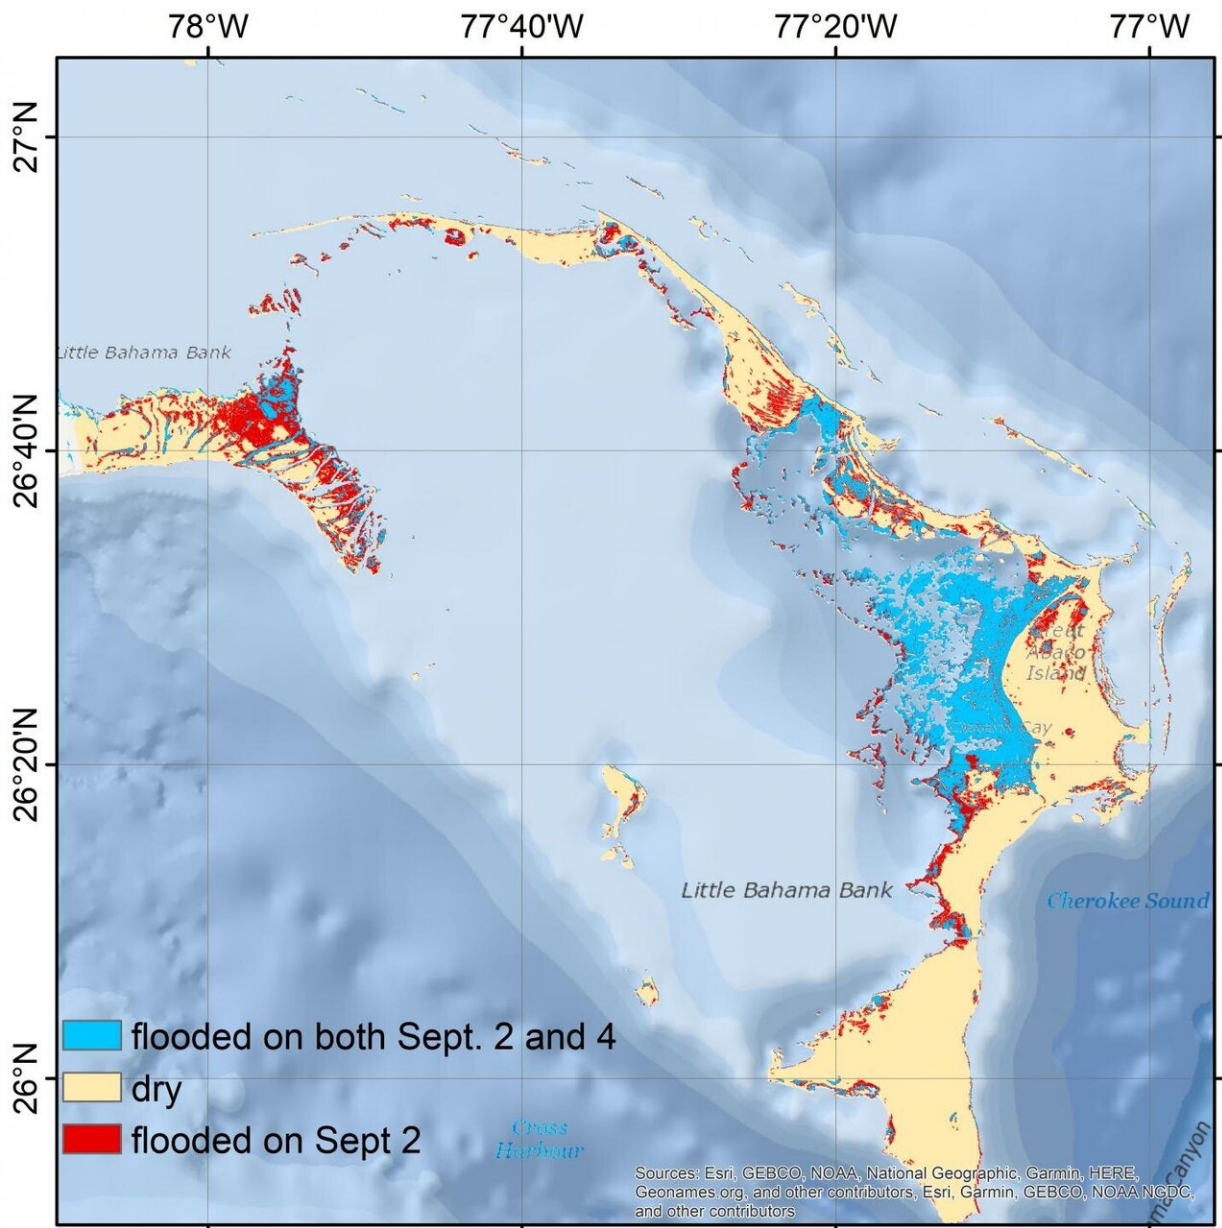 78°W 77°40'W 77°20'W 77°W
27°N
Little Bahama Bank
26°40'N
Great
Abaco
Island
Cay
26°20'N
Little Bahama Bank
Cherokee Sound
flooded on both Sept. 2 and 4
26°N
dry
flooded on Sept 2
Cross
Harbour
Canyon
Sources: Esri, GEBCO, NOAA, National Geographic, Garmin, HERE,
Geonames.org, and other contributors, Esri, Garmin, GEBCO, NOAA NGDC,
and other contributors